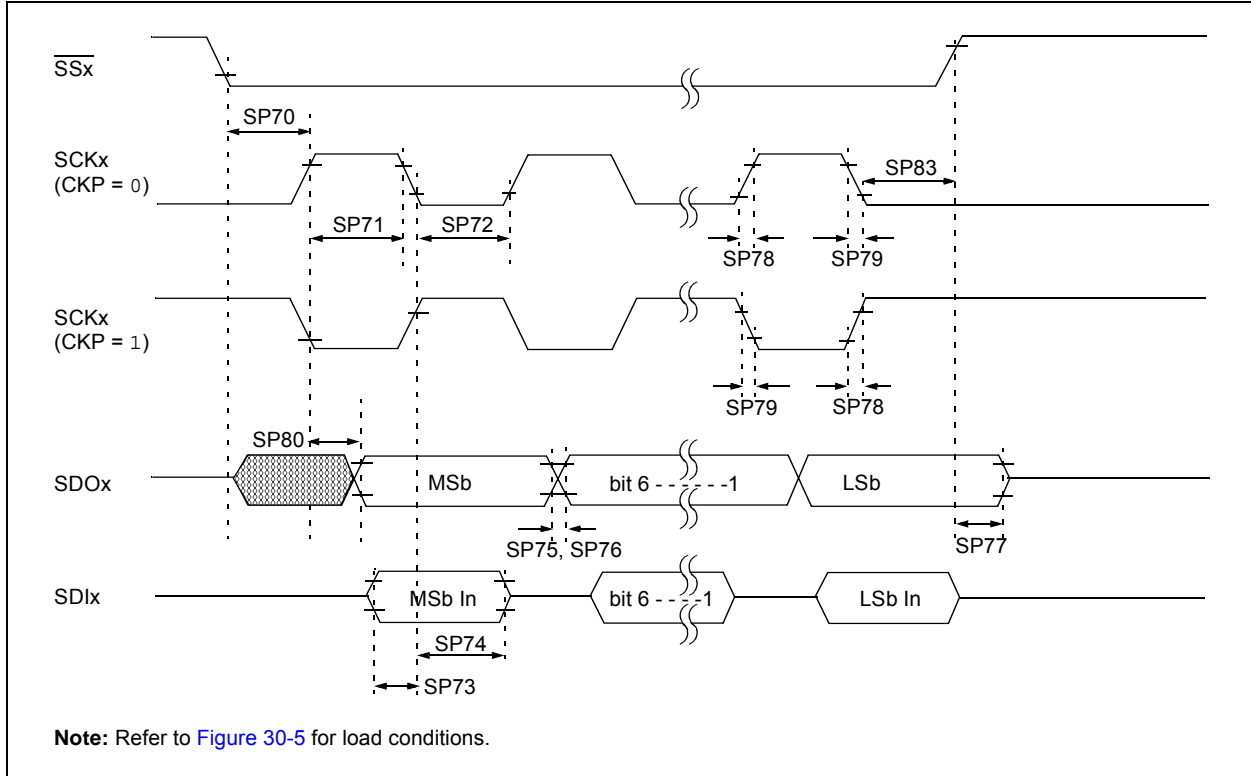 SSx
SP70
SCKx
(CKP = 0)
SP83
SP71
SP72
SP78
SP79
SCKx
(CKP = 1)
SP79
SP78
SP80
SDOx
MSb
bit 6 - - - - - - -1
LSb
SP75, SP76
SP77
SDIx
MSb In
bit 6 - - - - -1
LSb In
SP74
SP73
Note: Refer to Figure 30-5 for load conditions.